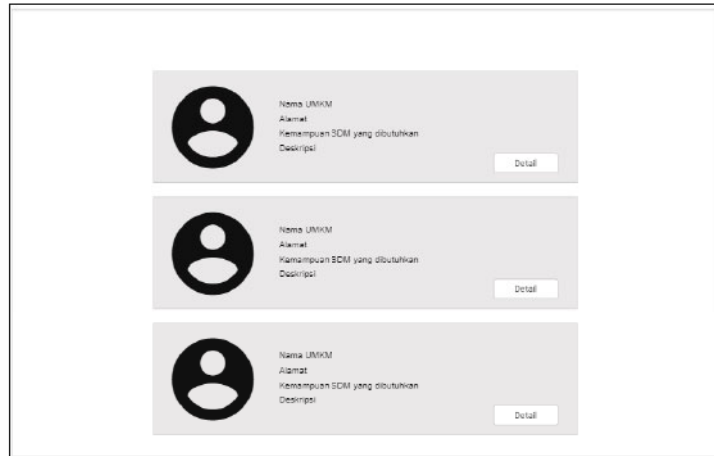 Nama UMKM
Alamat
Kemampuan SDM yang dibutuhkan
Deskripsi
Detail
Nama UMKM
Alamat
Kemampuan SDM yang dibutuhkan
Deskripsi
Detail
Nama UMKM
Alamat
Kemampuan SDM yang dibutuhkan
Deskripsi
Detail